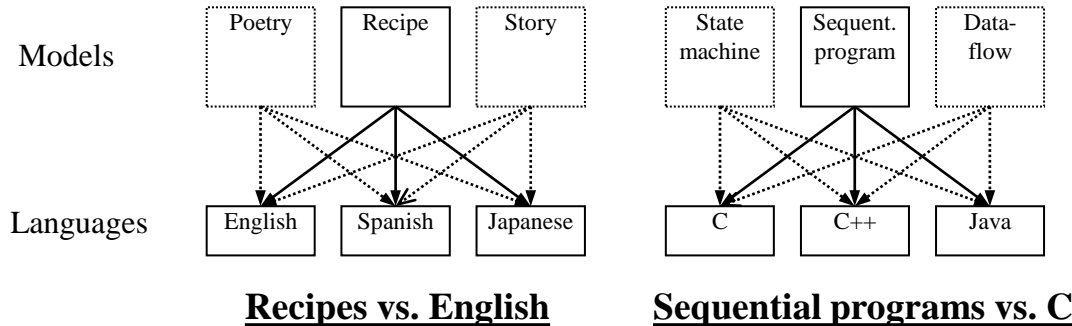 Models
Poetry
Recipe
Story
State
machine
Sequent.
program
Data-
flow
Languages
English
Spanish
Japanese
C
C++
Java
Recipes vs. English
Sequential programs vs. C